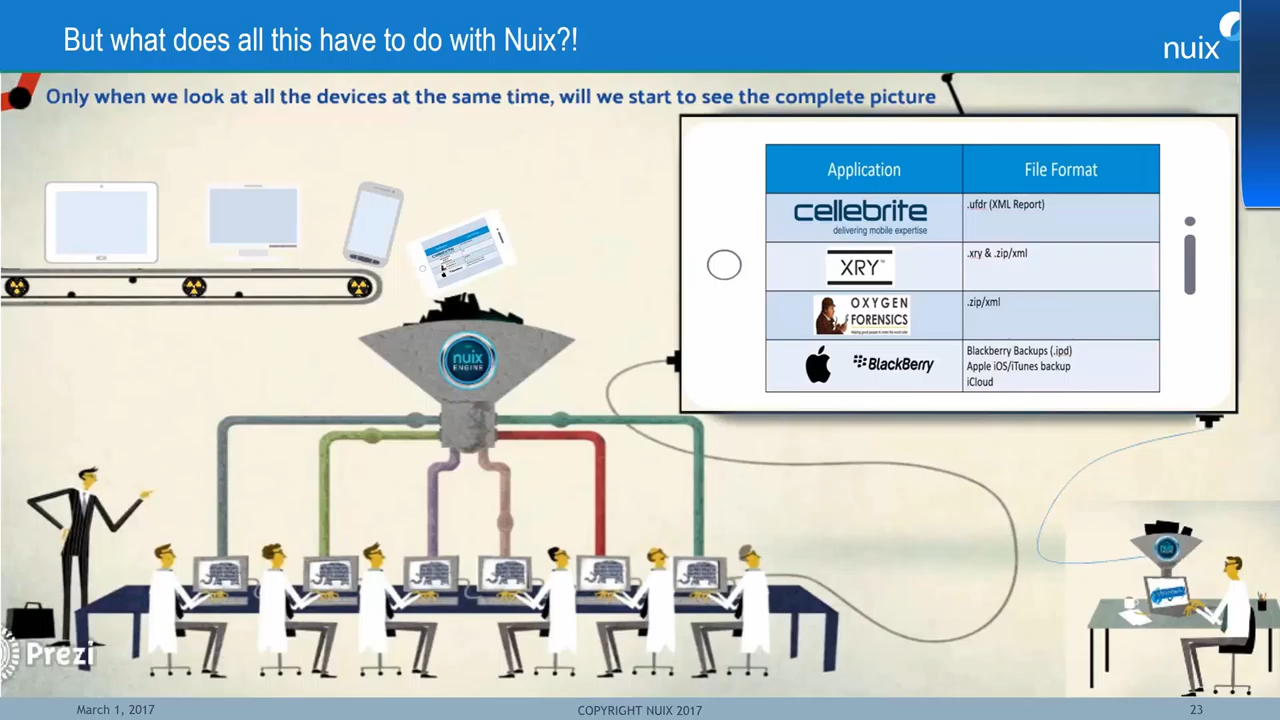 But what does all this have to do with Nuix?!
nuix
Only when we look at all the devices at the same time, will we start to see the complete picture
Application
File Format
cellebrite
delivering mobile expertise
.ufdr (XML Report)
XRY™
.xry & .zip/xml
OXYGEN
FORENSICS
.zip/xml
BlackBerry
Blackberry Backups (.ipd)
Apple iOS/iTunes backup
iCloud
nuix
ENGINE
Prezi
March 1, 2017
COPYRIGHT NUIX 2017
23